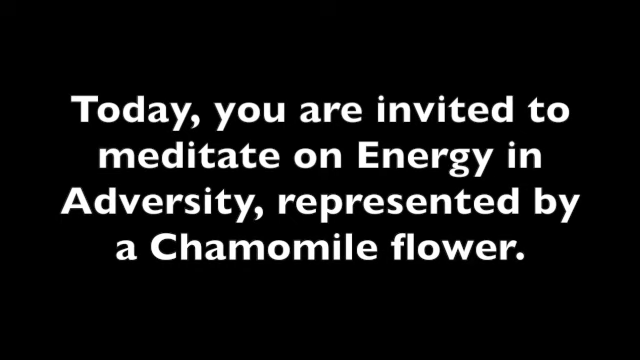 Today, you are invited to
meditate on Energy in
Adversity, represented by
a Chamomile flower.